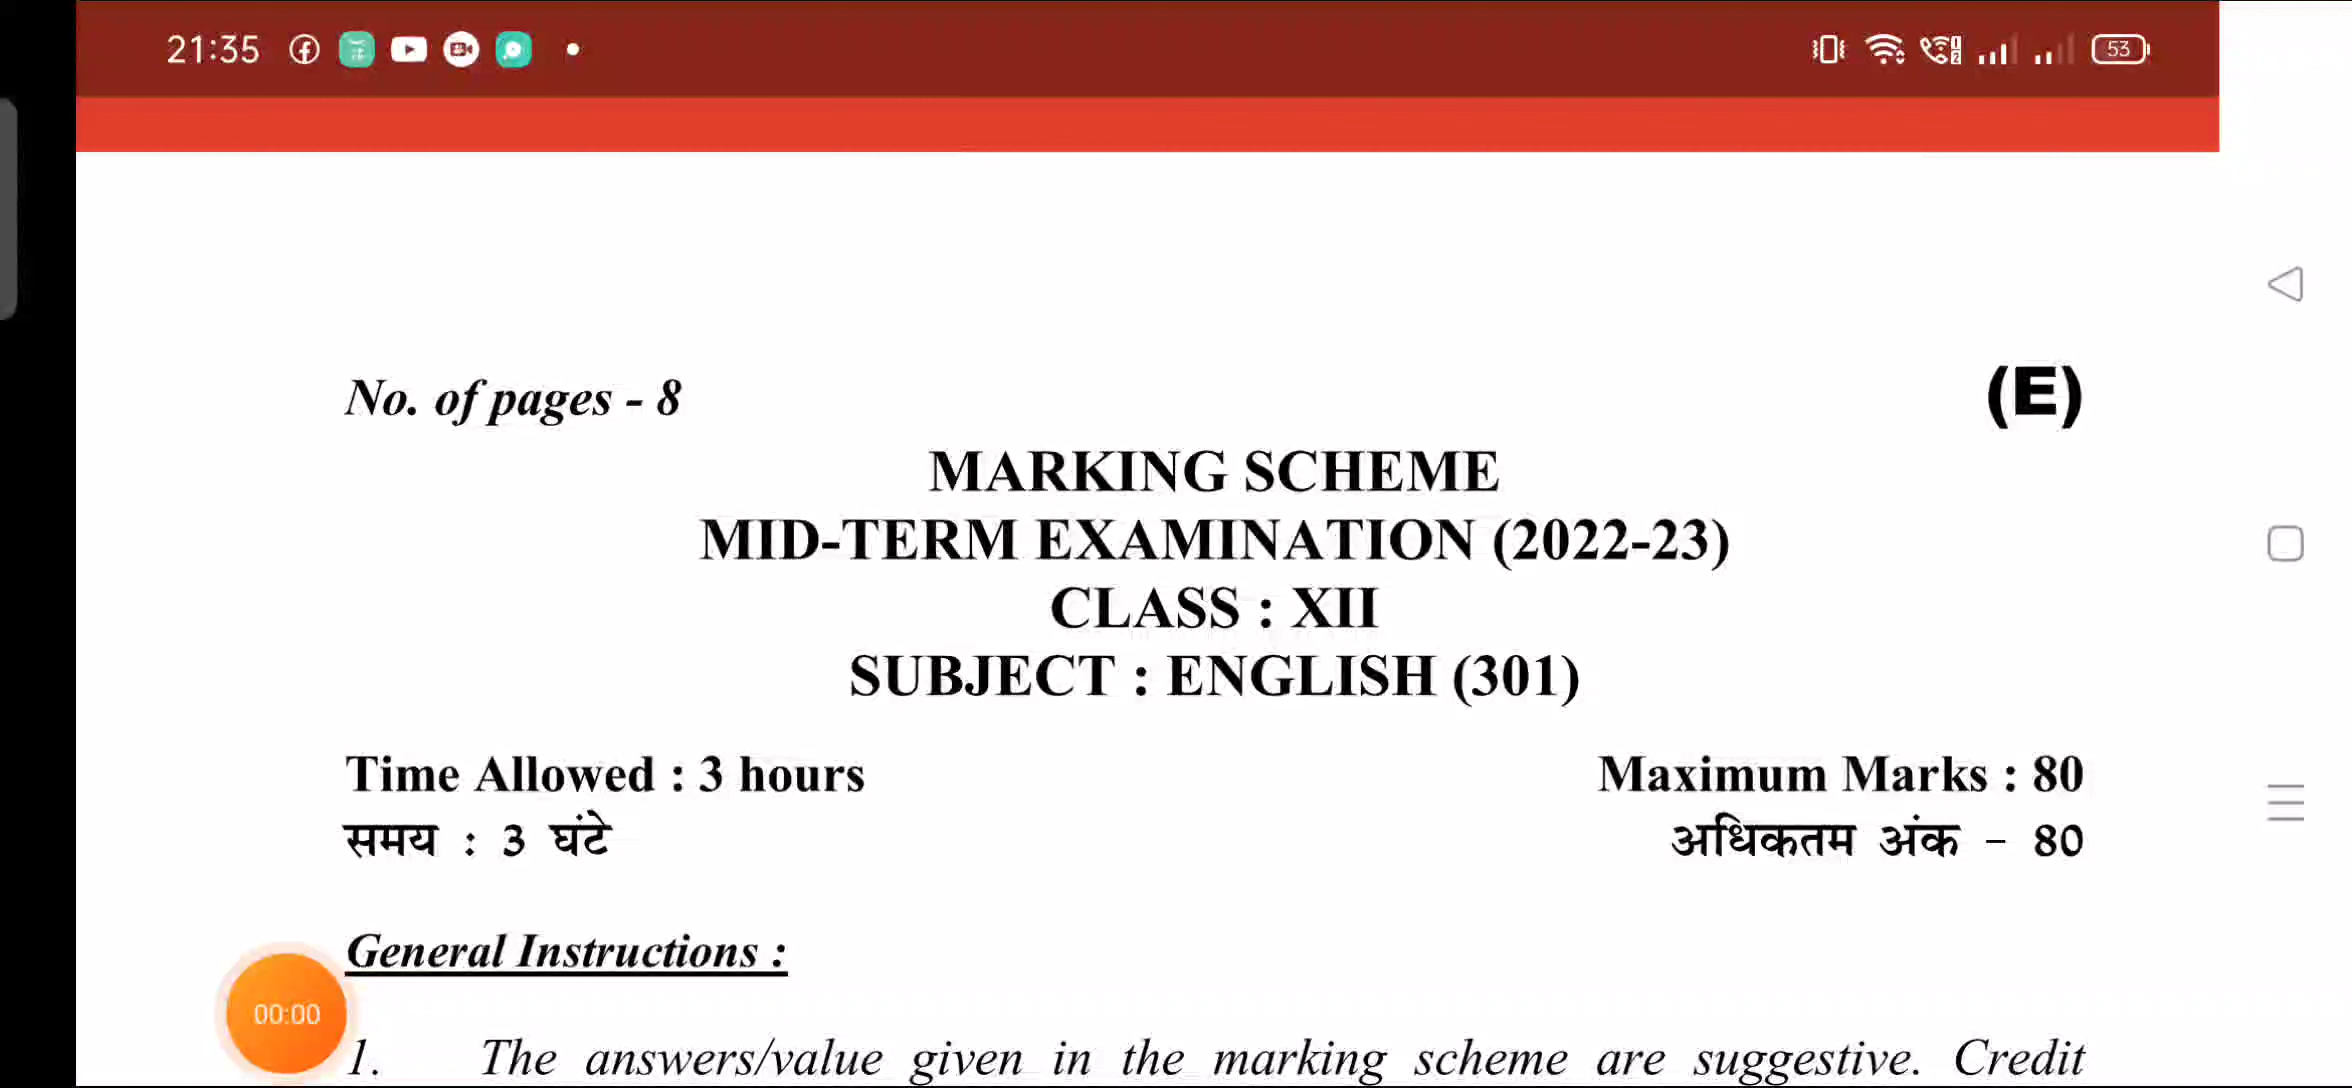 21:35
53
No. of pages - 8
(E)
MARKING SCHEME
MID-TERM EXAMINATION (2022-23)
CLASS : XII
SUBJECT : ENGLISH (301)
Time Allowed : 3 hours
Maximum Marks : 80
समय : 3 घंटे
अधिकतम अंक - 80
General Instructions :
00:00
1. The answers/value given in the marking scheme are suggestive. Credit